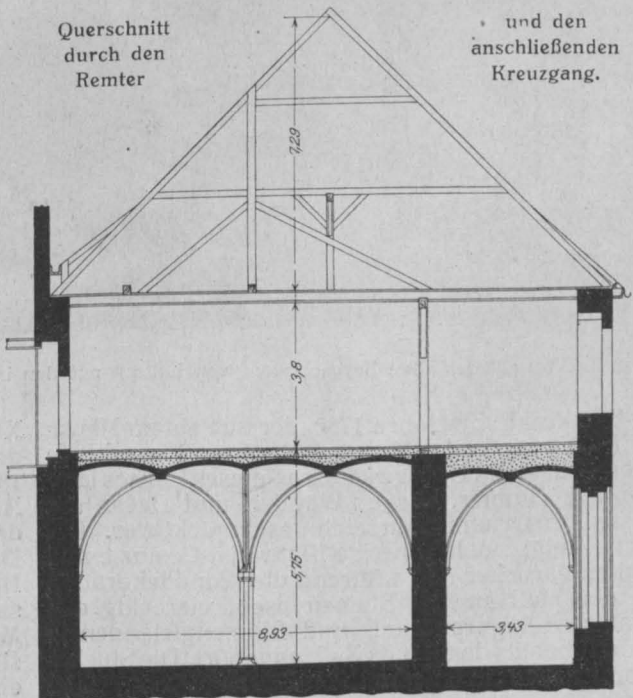 Querschnitt
durch den
Remter
und den
anschließenden
Kreuzgang.
7,29
3,8
5,75
8,93
3,43